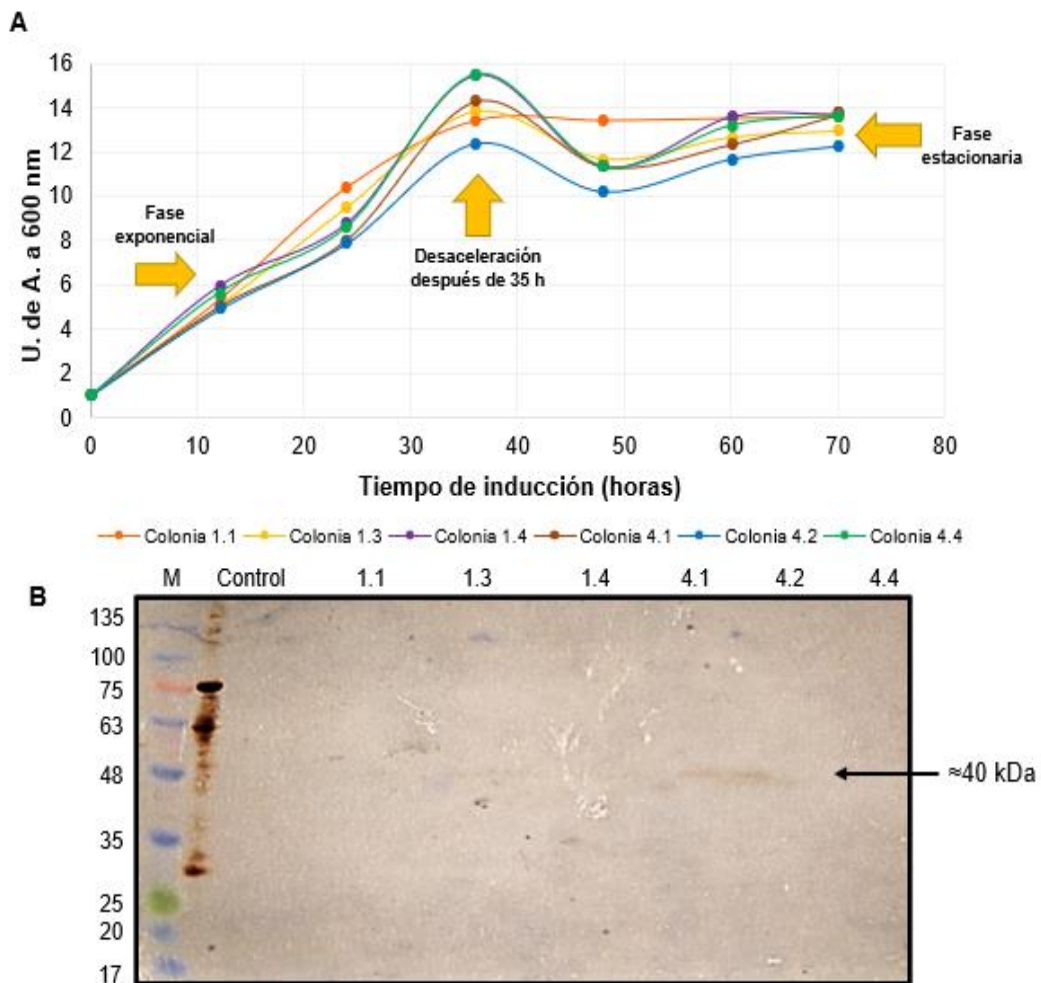 A
16
14
12
10
8
6
4
2
0
U. de A. a 600 nm
Fase
exponencial
Desaceleración
después de 35 h
Fase
estacionaria
0 10 20 30 40 50 60 70 80
Tiempo de inducción (horas)
Colonia 1.1 Colonia 1.3 Colonia 1.4 Colonia 4.1 Colonia 4.2 Colonia 4.4
B
M Control 1.1 1.3 1.4 4.1 4.2 4.4
135
100
75
63
48
35
25
20
17
≈40 kDa